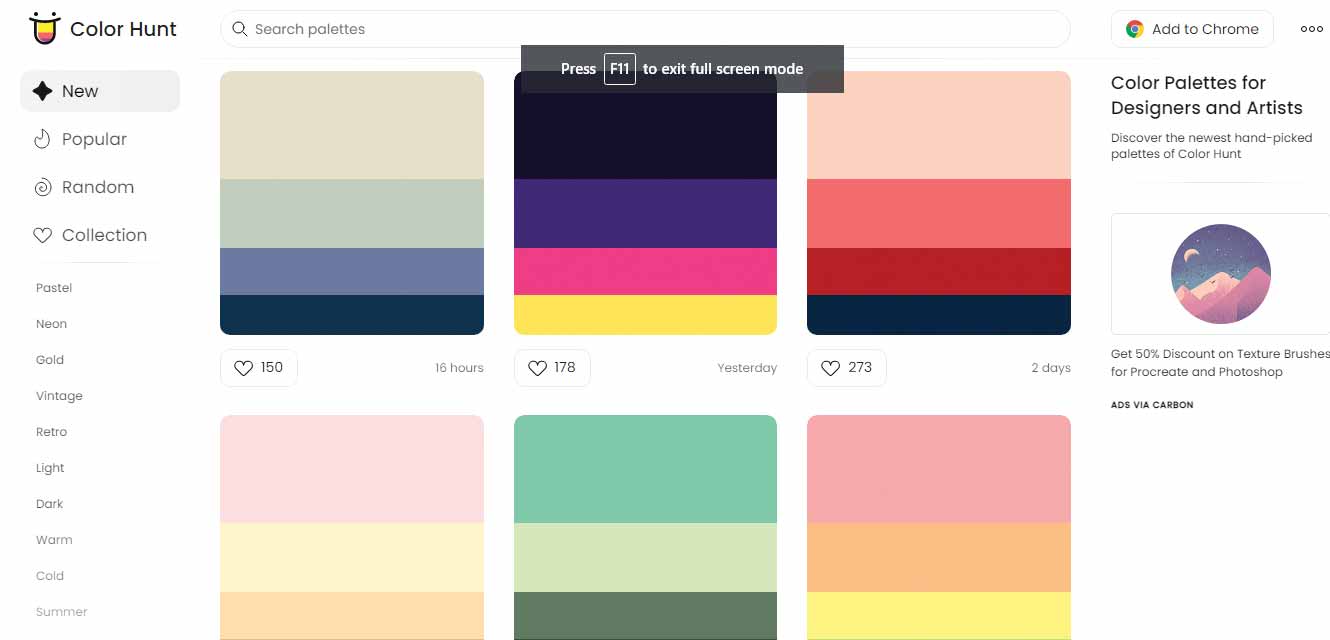 Color Hunt
Search palettes
Add to Chrome
Press F11 to exit full screen mode
New
Popular
Random
Collection
Pastel
Neon
Gold
Vintage
Retro
Light
Dark
Warm
Cold
Summer
150
16 hours
178
Yesterday
273
2 days
Color Palettes for
Designers and Artists
Discover the newest hand-picked
palettes of Color Hunt
Get 50% Discount on Texture Brushes
for Procreate and Photoshop
ADS VIA CARBON